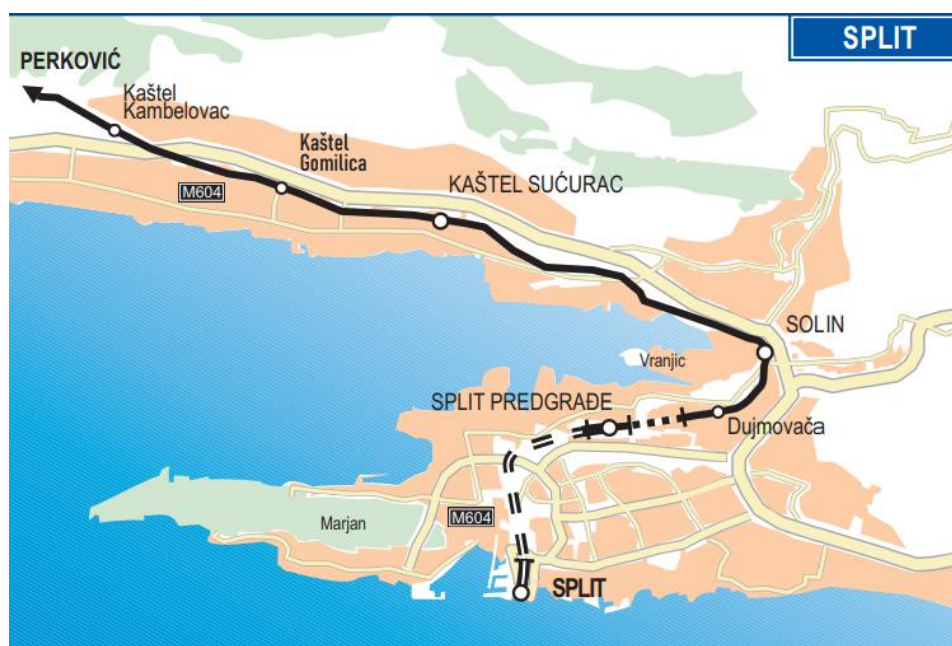 SPLIT
PERKOVIĆ
Kaštel
Kambelovac
Kaštel
Gomilica
M604
KAŠTEL SUĆURAC
SOLIN
Vranjic
SPLIT PREDGRAĐE
Dujmovača
M604
Marjan
SPLIT